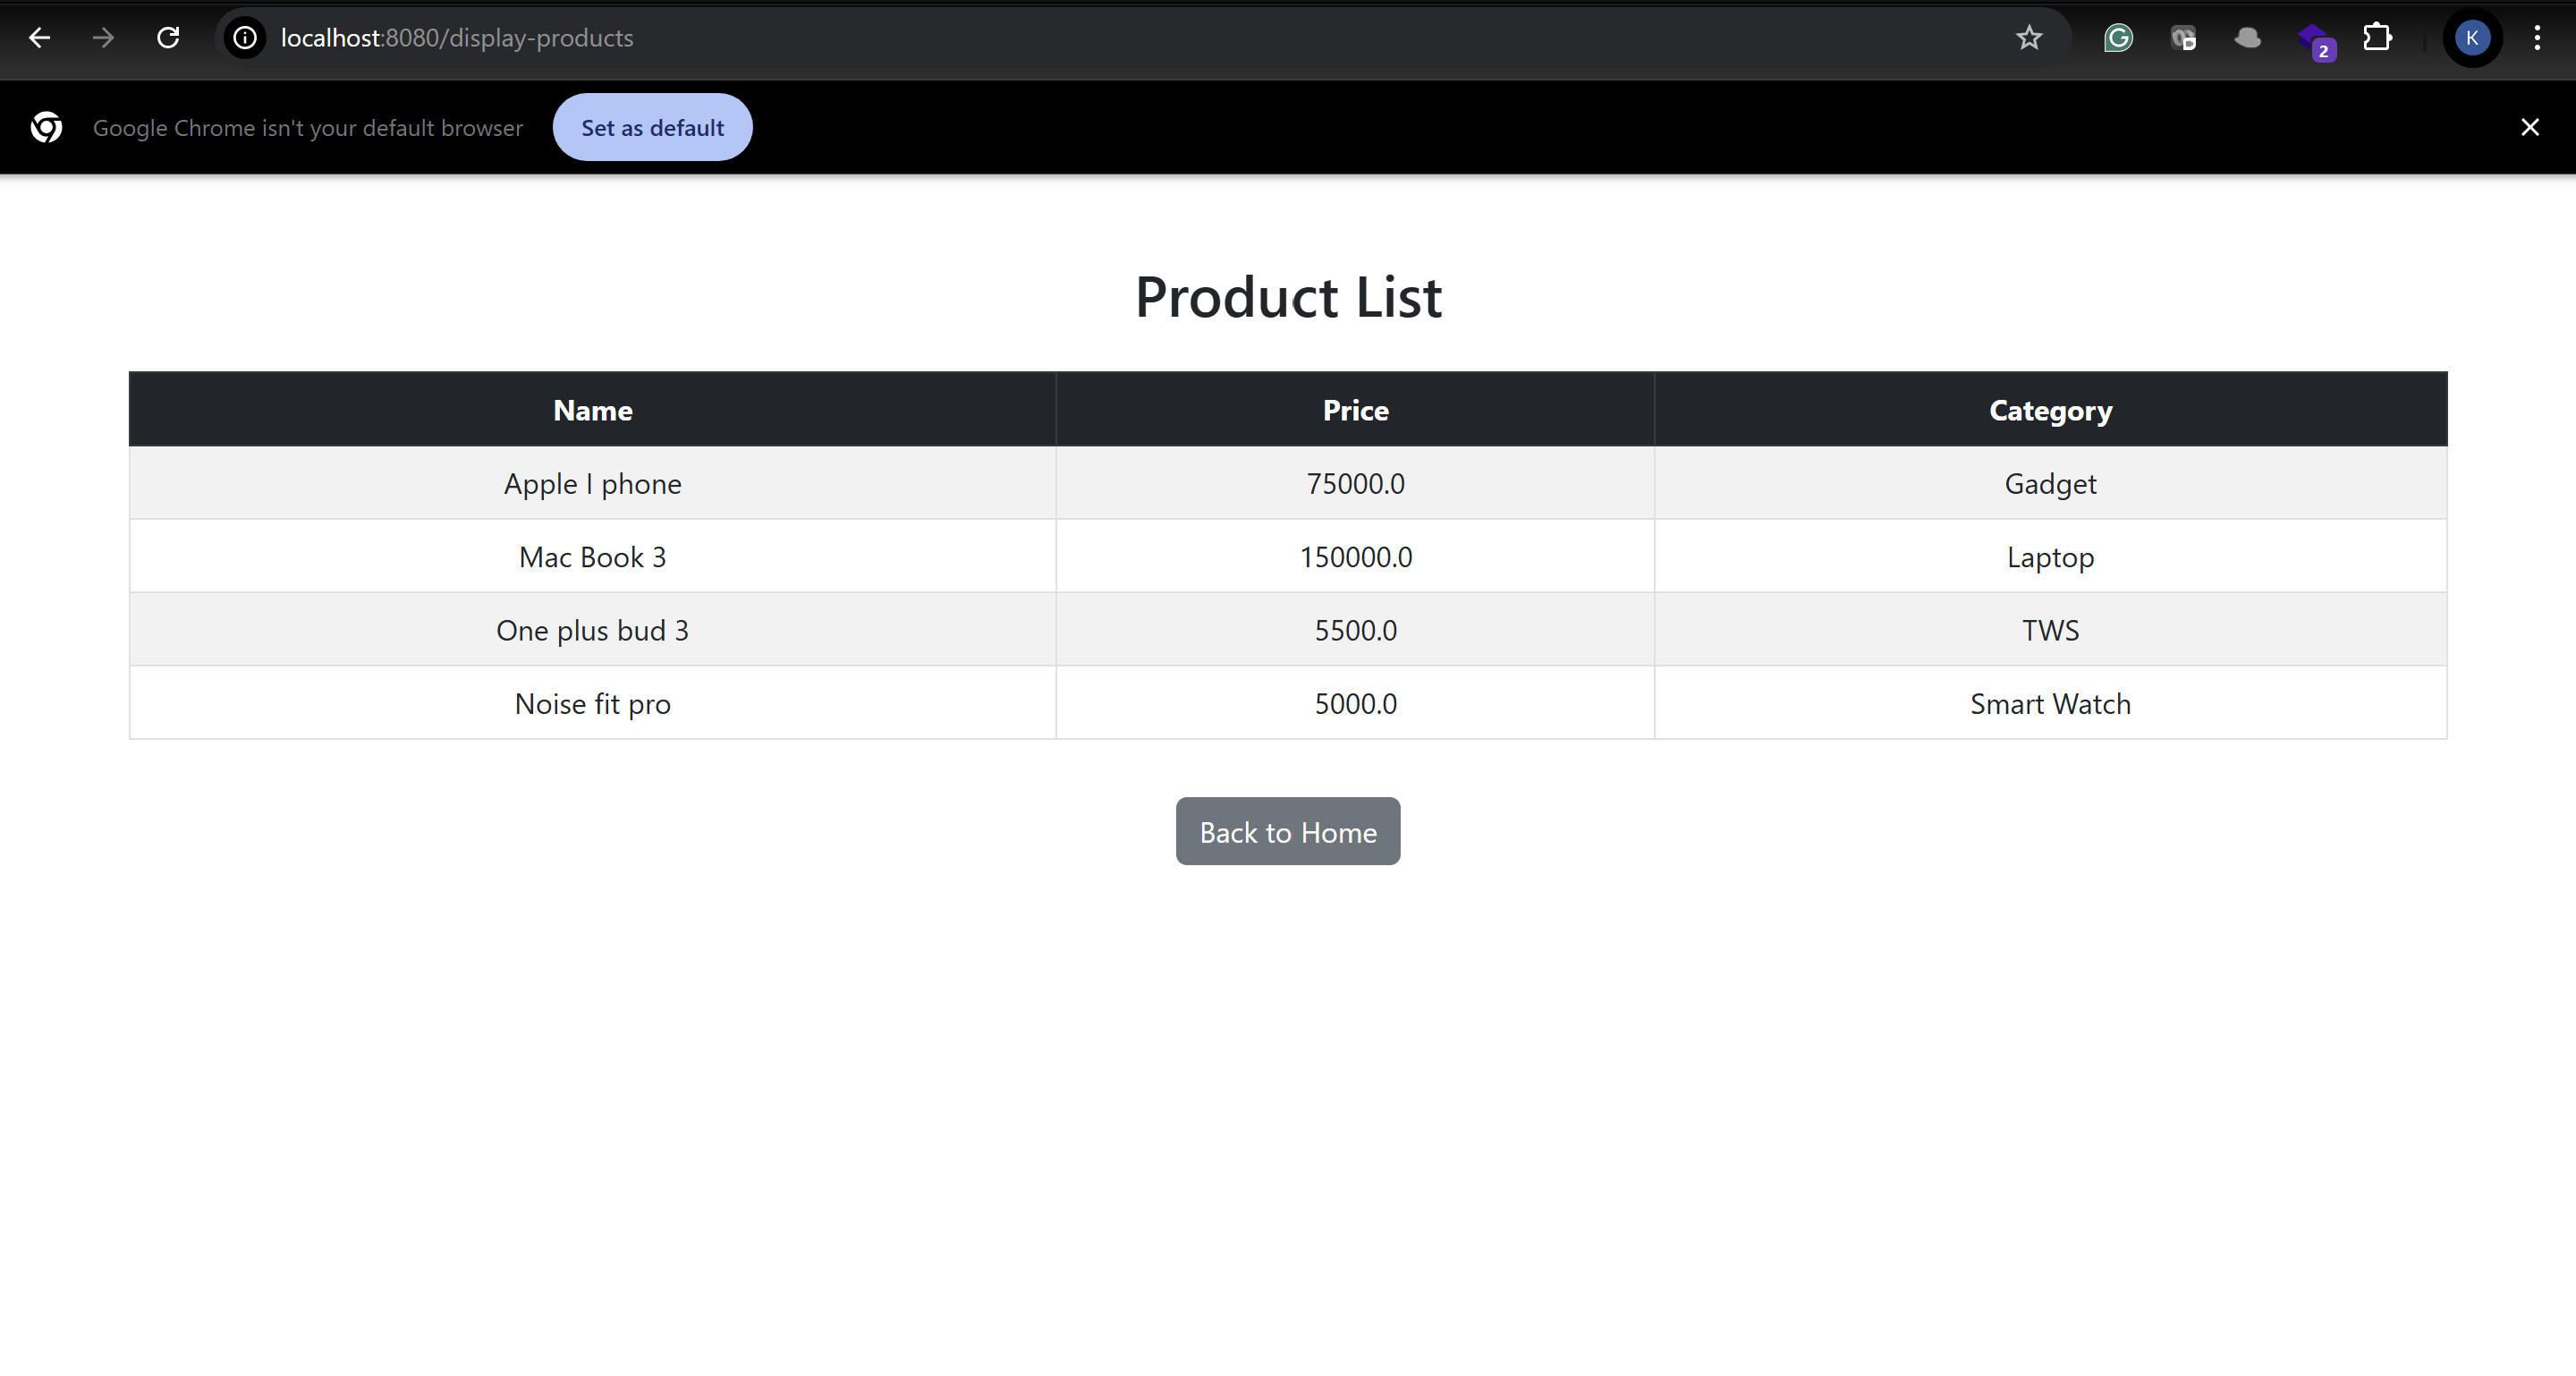 localhost:8080/display-products
2
K
Google Chrome isn't your default browser Set as default
Product List
Name Price Category
Apple I phone 75000.0 Gadget
Mac Book 3 150000.0 Laptop
One plus bud 3 5500.0 TWS
Noise fit pro 5000.0 Smart Watch
Back to Home